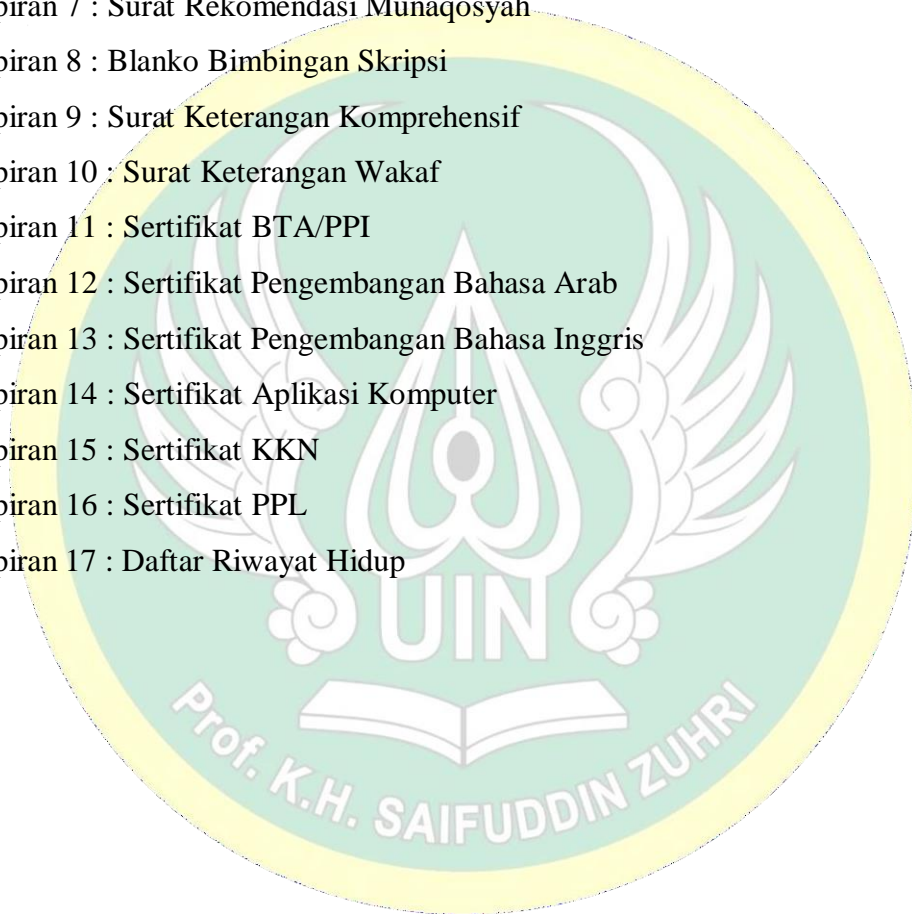 piran 7 : Surat Rekomendasi Munaqosyah
piran 8 : Blanko Bimbingan Skripsi
piran 9 : Surat Keterangan Komprehensif
piran 10 : Surat Keterangan Wakaf
piran 11 : Sertifikat BTA/PPI
piran 12 : Sertifikat Pengembangan Bahasa Arab
piran 13 : Sertifikat Pengembangan Bahasa Inggris
piran 14 : Sertifikat Aplikasi Komputer
piran 15 : Sertifikat KKN
piran 16 : Sertifikat PPL
piran 17 : Daftar Riwayat Hidup
UIN
Prof. K.H. SAIFUDDIN ZUHRI